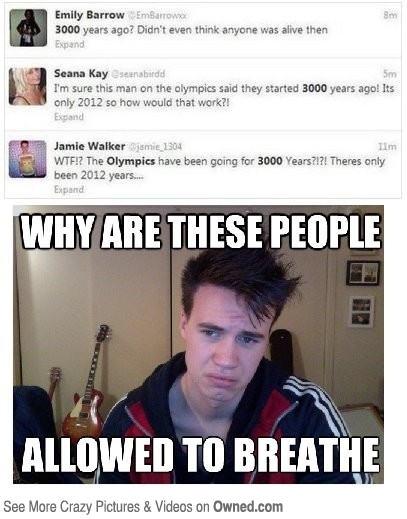 Emily Barrow @EmBarrowxx 8m
3000 years ago? Didn't even think anyone was alive then
Expand
Seana Kay @seanabirdd 5m
I'm sure this man on the olympics said they started 3000 years ago! Its
only 2012 so how would that work?!
Expand
Jamie Walker @jamie_1304 11m
WTF!? The Olympics have been going for 3000 Years?!?! Theres only
been 2012 years....
Expand
WHY ARE THESE PEOPLE
ALLOWED TO BREATHE
See More Crazy Pictures & Videos on Owned.com